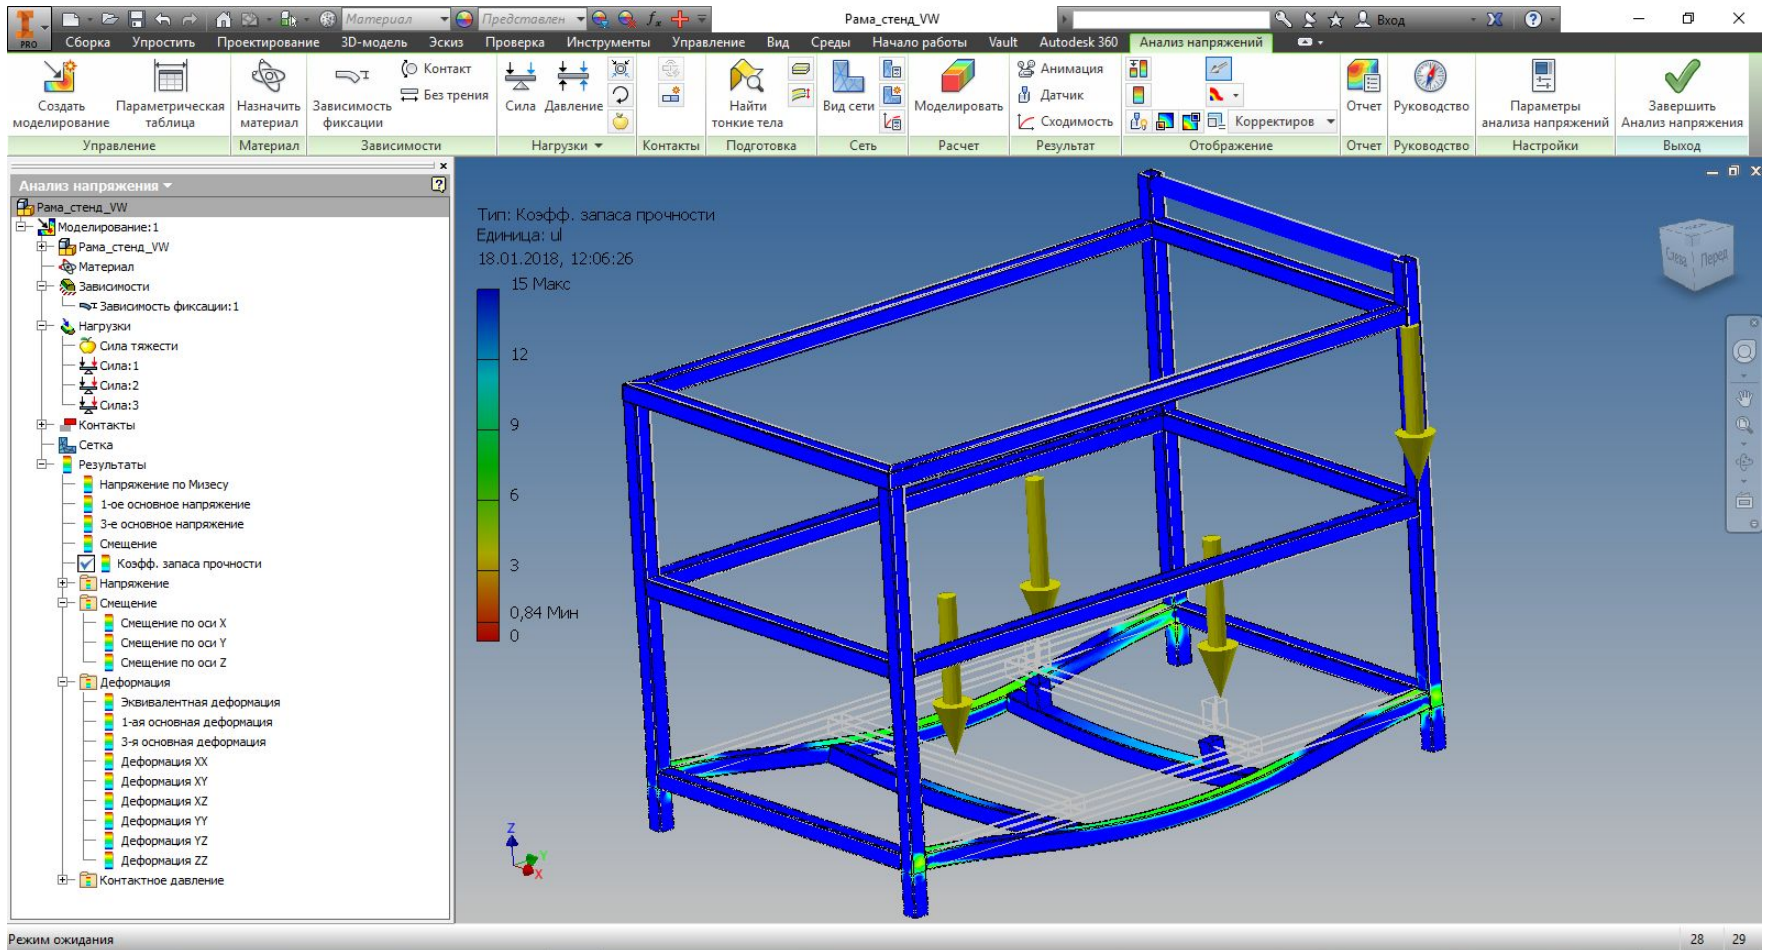 Материал
Представлен
fx
Рама_стенд_VW
Вход
PRO
Сборка Упростить Проектирование 3D-модель Эскиз Проверка Инструменты Управление Вид Среды Начало работы Vault Autodesk 360 Анализ напряжений
Создать моделирование
Параметрическая таблица
Назначить материал
Зависимость фиксации
Контакт
Без трения
Сила
Давление
Найти тонкие тела
Вид сети
Моделировать
Анимация
Датчик
Сходимость
Корректиров
Отчет
Руководство
Параметры анализа напряжений
Завершить Анализ напряжения
Управление Материал Зависимости Нагрузки Контакты Подготовка Сеть Расчет Результат Отображение Отчет Руководство Настройки Выход
Анализ напряжения
Рама_стенд_VW
Моделирование:1
Рама_стенд_VW
Материал
Зависимости
Зависимость фиксации:1
Нагрузки
Сила тяжести
Сила:1
Сила:2
Сила:3
Контакты
Сетка
Результаты
Напряжение по Мизесу
1-ое основное напряжение
3-е основное напряжение
Смещение
Коэфф. запаса прочности
Напряжение
Смещение
Смещение по оси X
Смещение по оси Y
Смещение по оси Z
Деформация
Эквивалентная деформация
1-ая основная деформация
3-я основная деформация
Деформация XX
Деформация XY
Деформация XZ
Деформация YY
Деформация YZ
Деформация ZZ
Контактное давление
Тип: Коэфф. запаса прочности
Единица: ul
18.01.2018, 12:06:26
15 Макс
12
9
6
3
0,84 Мин
0
Слева
Перед
Z
Y
X
Режим ожидания
28 29